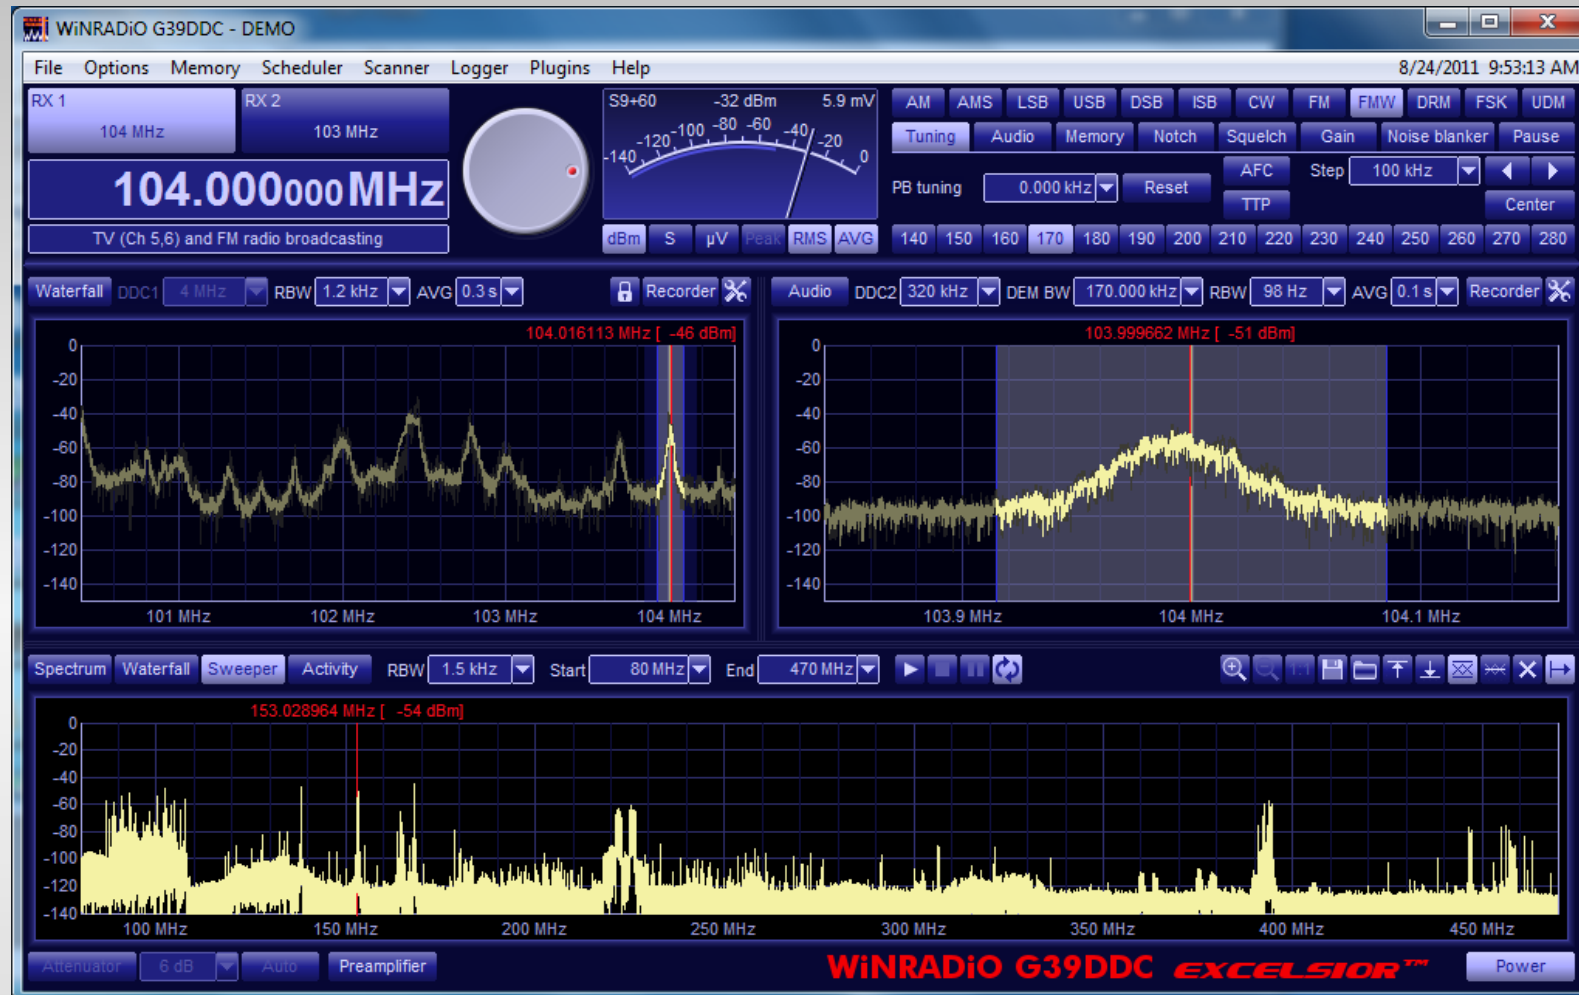 WiNRADiO G39DDC - DEMO
File Options Memory Scheduler Scanner Logger Plugins Help 8/24/2011 9:53:13 AM
RX 1 RX 2
104 MHz 103 MHz
104.000000 MHz
TV (Ch 5,6) and FM radio broadcasting
S9+60 -32 dBm 5.9 mV
-140 -120 -100 -80 -60 -40 -20 0
dBm S µV Peak RMS AVG
AM AMS LSB USB DSB ISB CW FM FMW DRM FSK UDM
Tuning Audio Memory Notch Squelch Gain Noise blanker Pause
PB tuning 0.000 kHz Reset AFC Step 100 kHz
TTP Center
140 150 160 170 180 190 200 210 220 230 240 250 260 270 280
Waterfall DDC1 4 MHz RBW 1.2 kHz AVG 0.3 s Recorder
104.016113 MHz [ -46 dBm]
0
-20
-40
-60
-80
-100
-120
-140
101 MHz 102 MHz 103 MHz 104 MHz
Audio DDC2 320 kHz DEM BW 170.000 kHz RBW 98 Hz AVG 0.1 s Recorder
103.999662 MHz [ -51 dBm]
0
-20
-40
-60
-80
-100
-120
-140
103.9 MHz 104 MHz 104.1 MHz
Spectrum Waterfall Sweeper Activity RBW 1.5 kHz Start 80 MHz End 470 MHz 1:1
153.028964 MHz [ -54 dBm]
0
-20
-40
-60
-80
-100
-120
-140
100 MHz 150 MHz 200 MHz 250 MHz 300 MHz 350 MHz 400 MHz 450 MHz
Attenuator 6 dB Auto Preamplifier WiNRADiO G39DDC EXCELSIOR™ Power